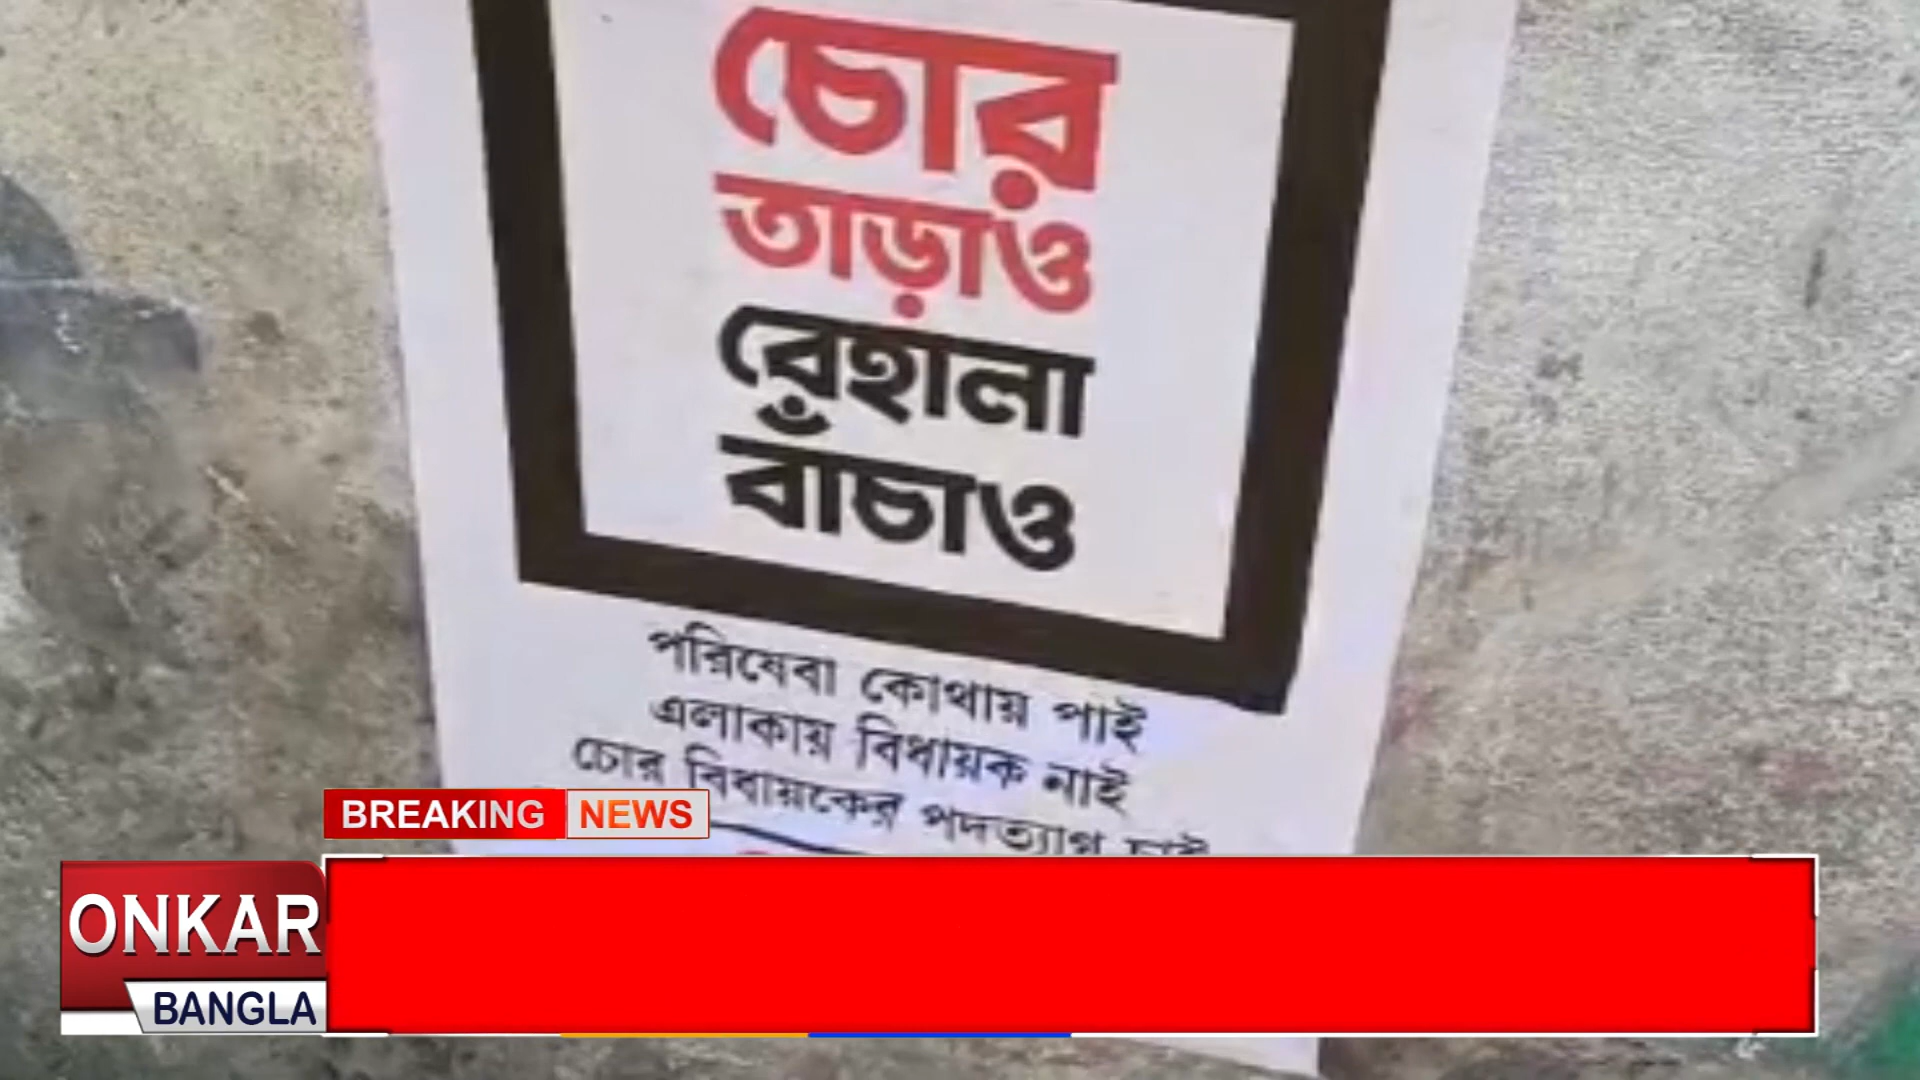 চোর
তাড়াও
বেহালা
বাঁচাও
পরিষেবা কোথায় পাই
এলাকায় বিধায়ক নাই
চোর বিধায়কের পদত্যাগ চাই
BREAKING NEWS
ONKAR
BANGLA